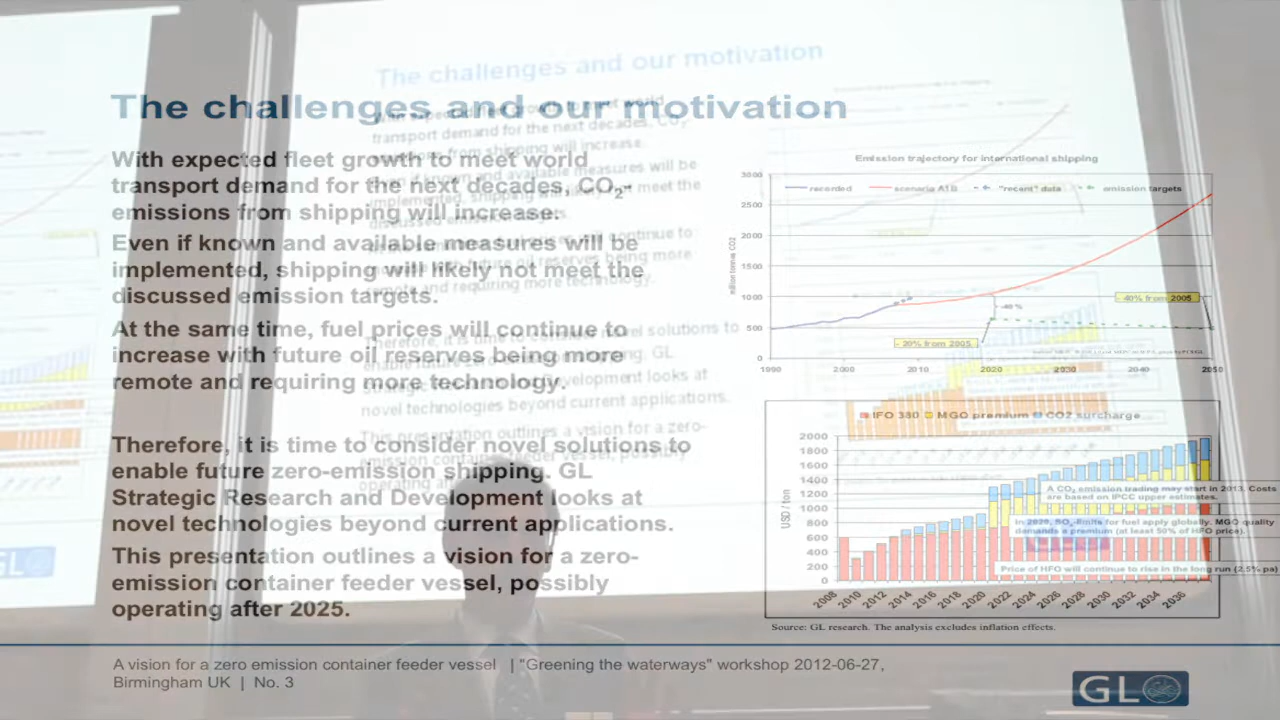 The challenges and our motivation
With expected fleet growth to meet world
transport demand for the next decades, CO₂-
emissions from shipping will increase.
Even if known and available measures will be
implemented, shipping will likely not meet the
discussed emission targets.
At the same time, fuel prices will continue to
increase with future oil reserves being more
remote and requiring more technology.
Therefore, it is time to consider novel solutions to
enable future zero-emission shipping. GL
Strategic Research and Development looks at
novel technologies beyond current applications.
This presentation outlines a vision for a zero-
emission container feeder vessel, possibly
operating after 2025.
Emission trajectory for international shipping
recorded scenario A1B "recent" data emission targets
million tonnes CO2
3000
2500
2000
1500
1000
500
0
1990 2000 2010 2020 2030 2040 2050
-40 %
- 40% from 2005
- 20% from 2005
IFO 380 MGO premium CO2 surcharge
USD / ton
2000
1800
1600
1400
1200
1000
800
600
400
200
0
A CO₂ emission trading may start in 2013. Costs
are based on IPCC upper estimates.
In 2020, SOₓ-limits for fuel apply globally. MGO quality
demands a premium (at least 50% of HFO price).
Price of HFO will continue to rise in the long run (2.5% pa)
2008 2010 2012 2014 2016 2018 2020 2022 2024 2026 2028 2030 2032 2034 2036
Source: GL research. The analysis excludes inflation effects.
A vision for a zero emission container feeder vessel | "Greening the waterways" workshop 2012-06-27,
Birmingham UK | No. 3
GL
The challenges and our motivation